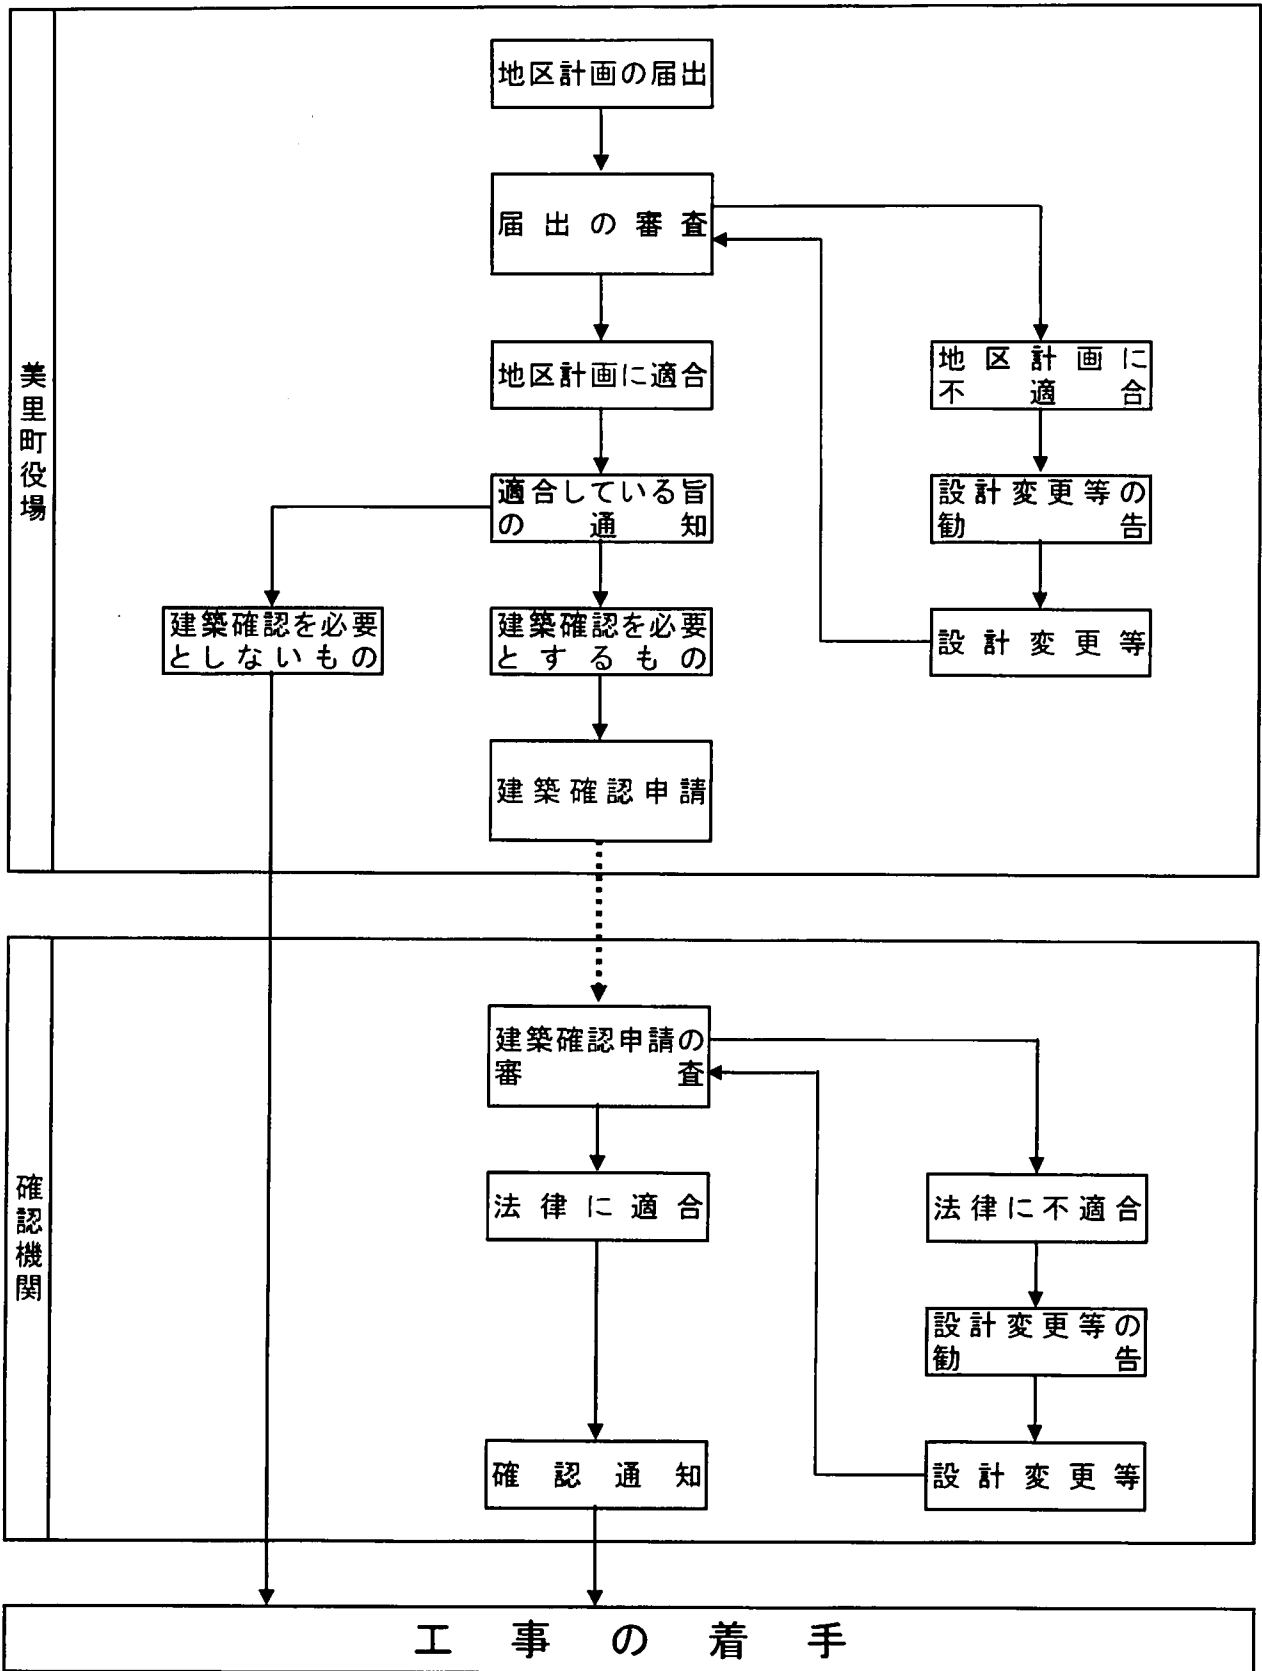 美里町役場
地区計画の届出
届出の審査
地区計画に適合
地区計画に
不適合
適合している旨
の通知
設計変更等の
勧告
建築確認を必要
としないもの
建築確認を必要
とするもの
設計変更等
建築確認申請
確認機関
建築確認申請の
審査
法律に適合
法律に不適合
設計変更等の
勧告
確認通知
設計変更等
工事の着手